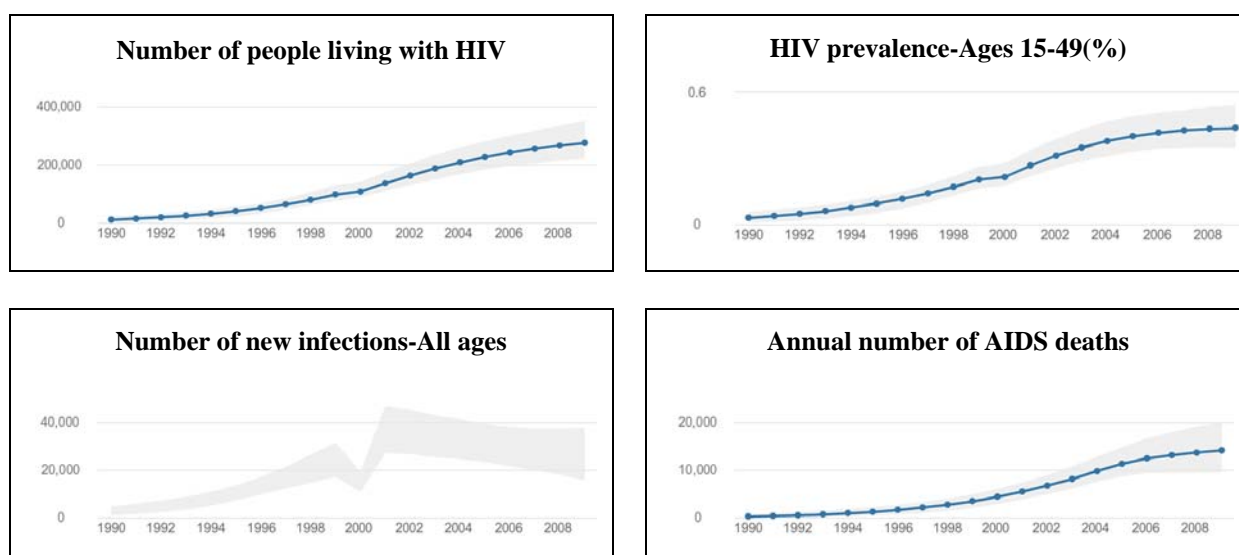 Number of people living with HIV
400,000
200,000
0
1990 1992 1994 1996 1998 2000 2002 2004 2006 2008
HIV prevalence-Ages 15-49(%)
0.6
0
1990 1992 1994 1996 1998 2000 2002 2004 2006 2008
Number of new infections-All ages
40,000
20,000
0
1990 1992 1994 1996 1998 2000 2002 2004 2006 2008
Annual number of AIDS deaths
20,000
10,000
0
1990 1992 1994 1996 1998 2000 2002 2004 2006 2008